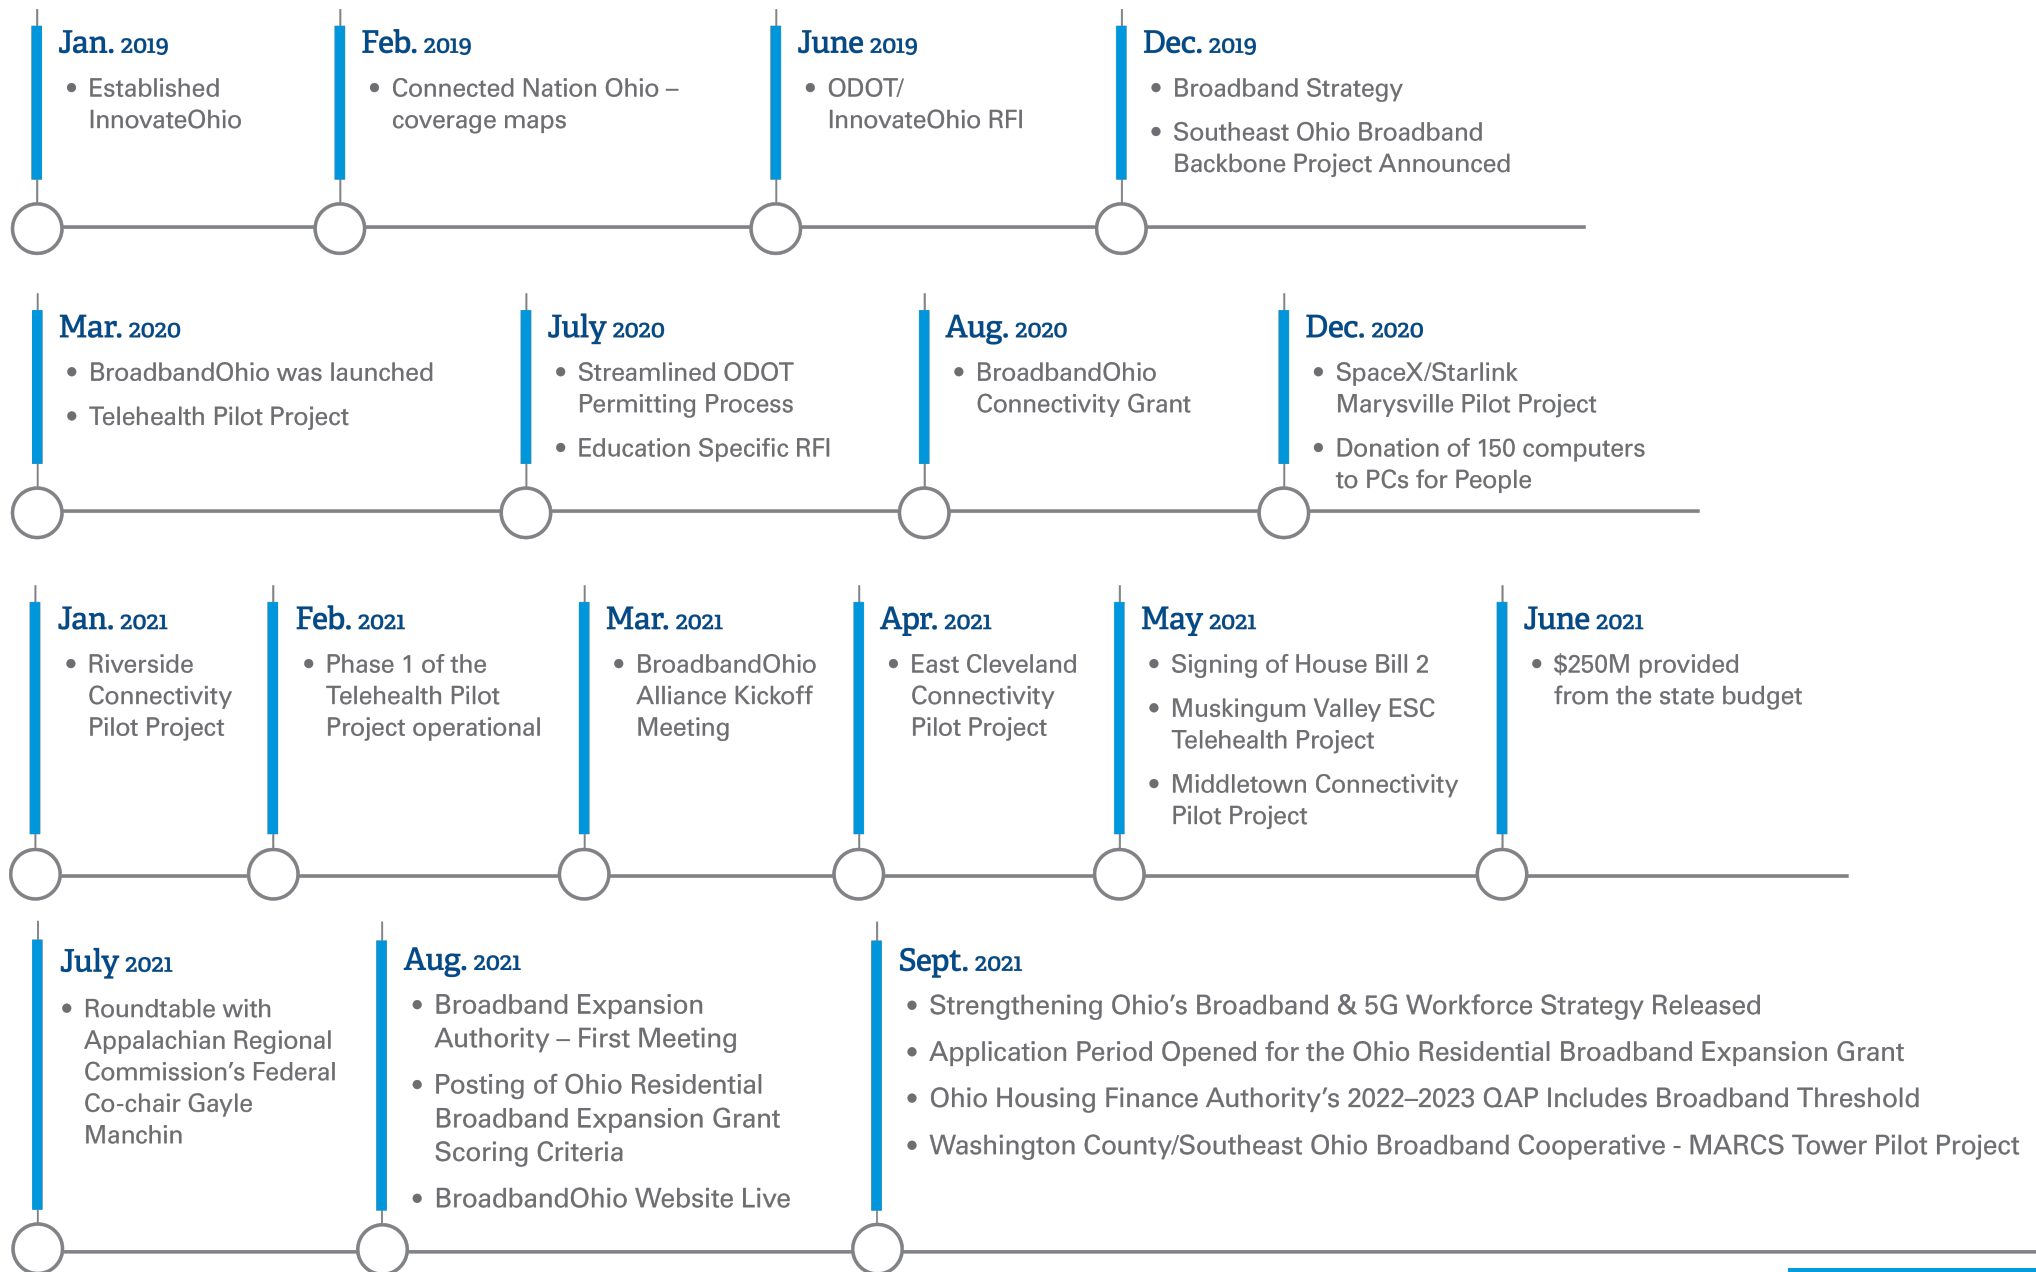 Jan. 2019
• Established
InnovateOhio
Feb. 2019
• Connected Nation Ohio –
coverage maps
June 2019
• ODOT/
InnovateOhio RFI
Dec. 2019
• Broadband Strategy
• Southeast Ohio Broadband
Backbone Project Announced
Mar. 2020
• BroadbandOhio was launched
• Telehealth Pilot Project
July 2020
• Streamlined ODOT
Permitting Process
• Education Specific RFI
Aug. 2020
• BroadbandOhio
Connectivity Grant
Dec. 2020
• SpaceX/Starlink
Marysville Pilot Project
• Donation of 150 computers
to PCs for People
Jan. 2021
• Riverside
Connectivity
Pilot Project
Feb. 2021
• Phase 1 of the
Telehealth Pilot
Project operational
Mar. 2021
• BroadbandOhio
Alliance Kickoff
Meeting
Apr. 2021
• East Cleveland
Connectivity
Pilot Project
May 2021
• Signing of House Bill 2
• Muskingum Valley ESC
Telehealth Project
• Middletown Connectivity
Pilot Project
June 2021
• $250M provided
from the state budget
July 2021
• Roundtable with
Appalachian Regional
Commission’s Federal
Co-chair Gayle
Manchin
Aug. 2021
• Broadband Expansion
Authority – First Meeting
• Posting of Ohio Residential
Broadband Expansion Grant
Scoring Criteria
• BroadbandOhio Website Live
Sept. 2021
• Strengthening Ohio’s Broadband & 5G Workforce Strategy Released
• Application Period Opened for the Ohio Residential Broadband Expansion Grant
• Ohio Housing Finance Authority’s 2022–2023 QAP Includes Broadband Threshold
• Washington County/Southeast Ohio Broadband Cooperative - MARCS Tower Pilot Project